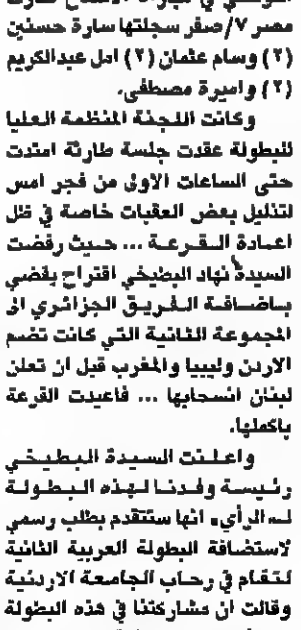 مصر ٧/صفر سجلتها سارة حسنين
(٢) وسام عثمان (٢) امل عبدالكريم
(٢) واميرة مصطفى.
وكانت اللجنة المنظمة العليا
للبطولة عقدت جلسة طارئة امتدت
حتى الساعات الاولى من فجر امس
لتذليل بعض العقبات خاصة في ظل
اعادة القرعة ... حيث رفضت
السيدة نهاد البطيخي اقتراح يقضي
باضافة الفريق الجزائري الى
المجموعة الثانية التي كانت تضم
الاردن وليبيا والمغرب قبل ان تعلن
لبنان انسحابها ... فاعيدت القرعة
باكملها.
واعلنت السيدة البطيخي
رئيسة وفدنا لهذه البطولة
لـ«الرأي» انها ستتقدم بطلب رسمي
لاستضافة البطولة العربية الثانية
لتقام في رحاب الجامعة الاردنية
وقالت ان مشاركتنا في هذه البطولة